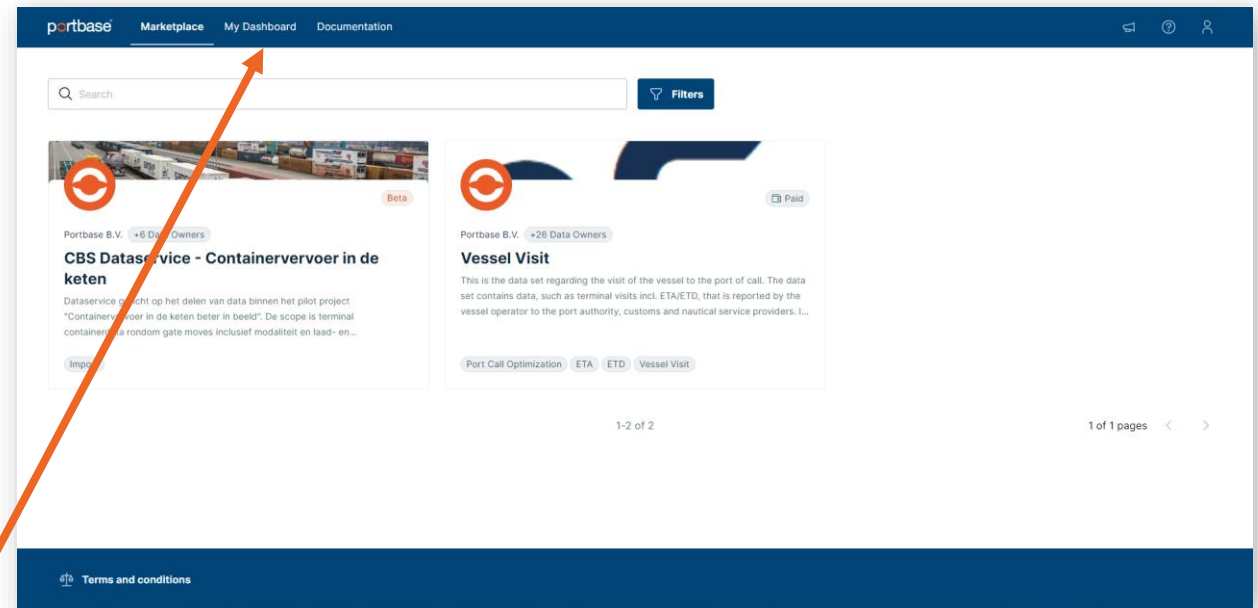 portbase Marketplace My Dashboard Documentation
Search
Filters
Beta
Portbase B.V. +6 Data Owners
CBS Dataservice - Containervervoer in de
keten
Dataservice gericht op het delen van data binnen het pilot project
"Containervervoer in de keten beter in beeld". De scope is terminal
containerdata rondom gate moves inclusief modaliteit en laad- en...
Import
Paid
Portbase B.V. +26 Data Owners
Vessel Visit
This is the data set regarding the visit of the vessel to the port of call. The data
set contains data, such as terminal visits incl. ETA/ETD, that is reported by the
vessel operator to the port authority, customs and nautical service providers. I...
Port Call Optimization ETA ETD Vessel Visit
1-2 of 2
1 of 1 pages
Terms and conditions